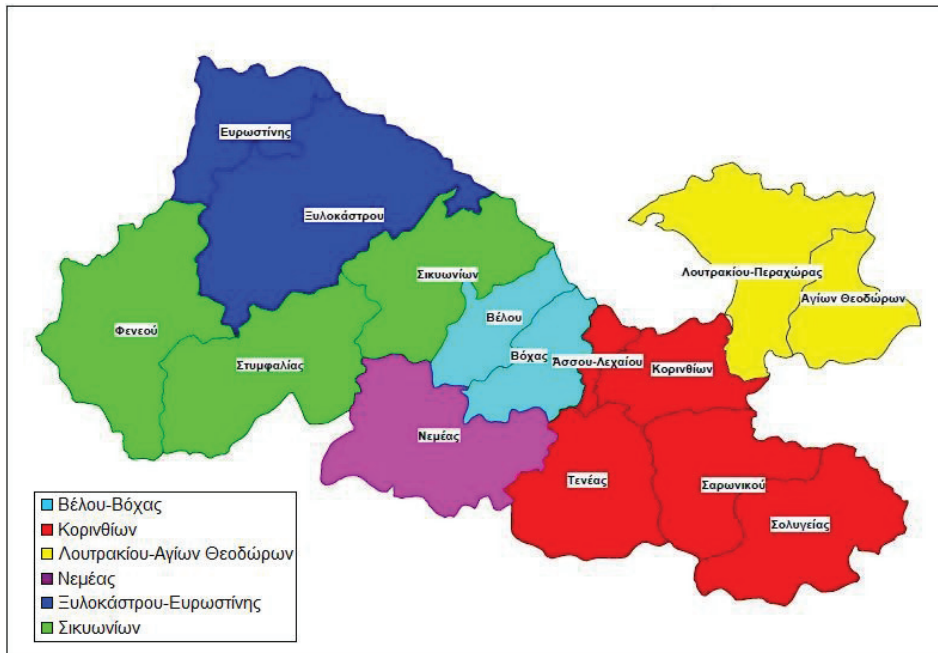 Ευρωστίνης
Ξυλοκάστρου
Σικυωνίων
Λουτρακίου-Περαχώρας
Αγίων Θεοδώρων
Φενεού
Βέλου
Στυμφαλίας
Βόχας
Άσσου-Λεχαίου
Κορινθίων
Νεμέας
Τενέας
Σαρωνικού
Σολυγείας
Βέλου-Βόχας
Κορινθίων
Λουτρακίου-Αγίων Θεοδώρων
Νεμέας
Ξυλοκάστρου-Ευρωστίνης
Σικυωνίων